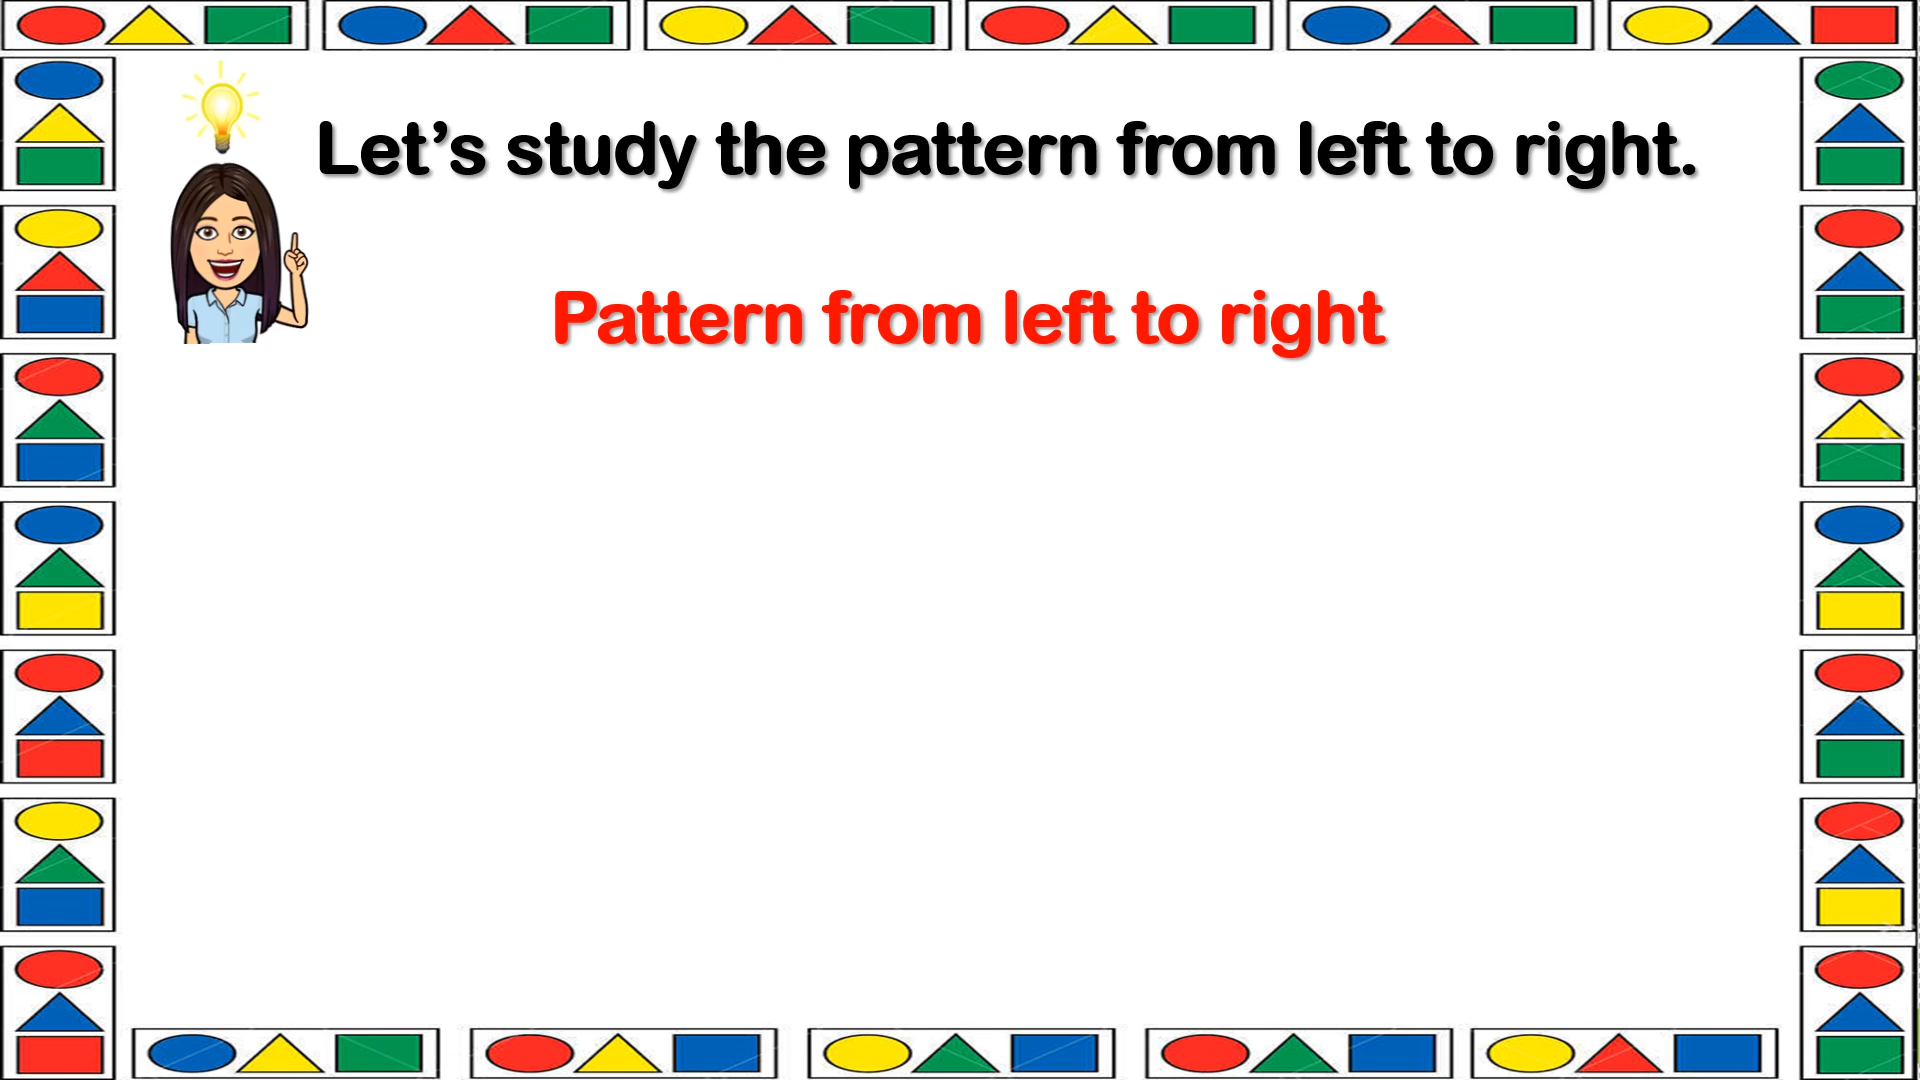 Let’s study the pattern from left to right.
Pattern from left to right